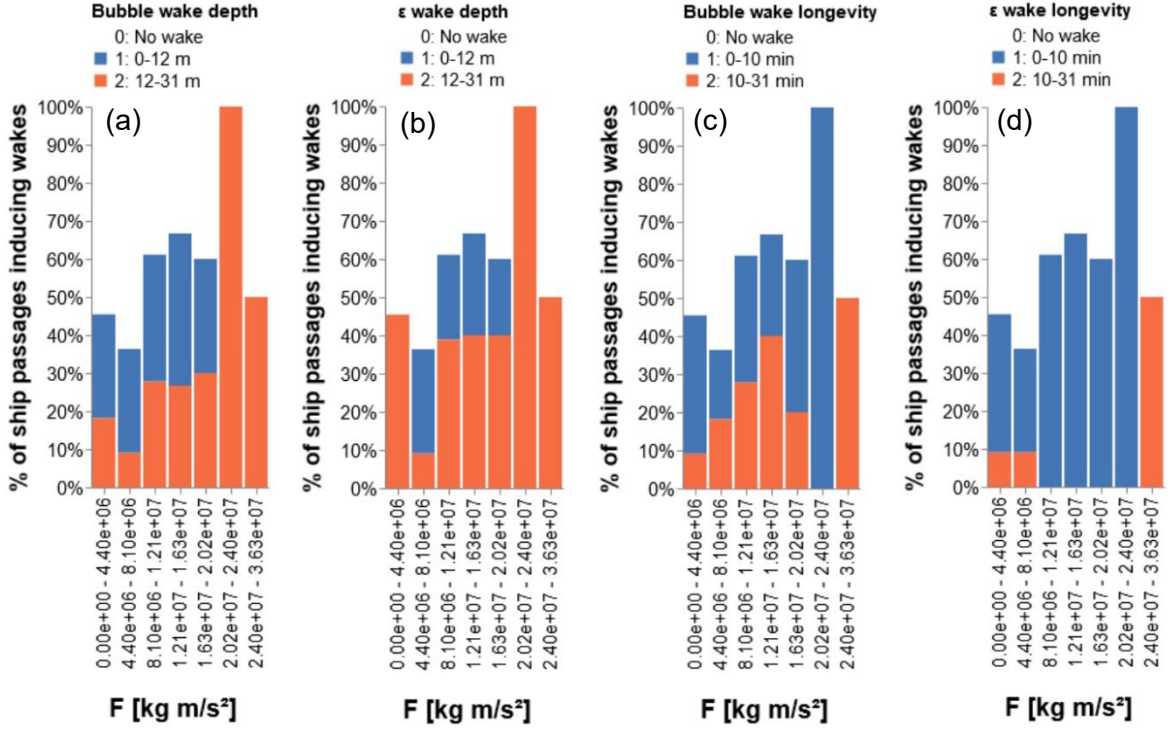 Bubble wake depth
0: No wake
1: 0-12 m
2: 12-31 m
(a)
% of ship passages inducing wakes
100%
90%
80%
70%
60%
50%
40%
30%
20%
10%
0%
0.00e+00 - 4.40e+06
4.40e+06 - 8.10e+06
8.10e+06 - 1.21e+07
1.21e+07 - 1.63e+07
1.63e+07 - 2.02e+07
2.02e+07 - 2.40e+07
2.40e+07 - 3.63e+07
F [kg m/s²]
ε wake depth
0: No wake
1: 0-12 m
2: 12-31 m
(b)
% of ship passages inducing wakes
100%
90%
80%
70%
60%
50%
40%
30%
20%
10%
0%
0.00e+00 - 4.40e+06
4.40e+06 - 8.10e+06
8.10e+06 - 1.21e+07
1.21e+07 - 1.63e+07
1.63e+07 - 2.02e+07
2.02e+07 - 2.40e+07
2.40e+07 - 3.63e+07
F [kg m/s²]
Bubble wake longevity
0: No wake
1: 0-10 min
2: 10-31 min
(c)
% of ship passages inducing wakes
100%
90%
80%
70%
60%
50%
40%
30%
20%
10%
0%
0.00e+00 - 4.40e+06
4.40e+06 - 8.10e+06
8.10e+06 - 1.21e+07
1.21e+07 - 1.63e+07
1.63e+07 - 2.02e+07
2.02e+07 - 2.40e+07
2.40e+07 - 3.63e+07
F [kg m/s²]
ε wake longevity
0: No wake
1: 0-10 min
2: 10-31 min
(d)
% of ship passages inducing wakes
100%
90%
80%
70%
60%
50%
40%
30%
20%
10%
0%
0.00e+00 - 4.40e+06
4.40e+06 - 8.10e+06
8.10e+06 - 1.21e+07
1.21e+07 - 1.63e+07
1.63e+07 - 2.02e+07
2.02e+07 - 2.40e+07
2.40e+07 - 3.63e+07
F [kg m/s²]